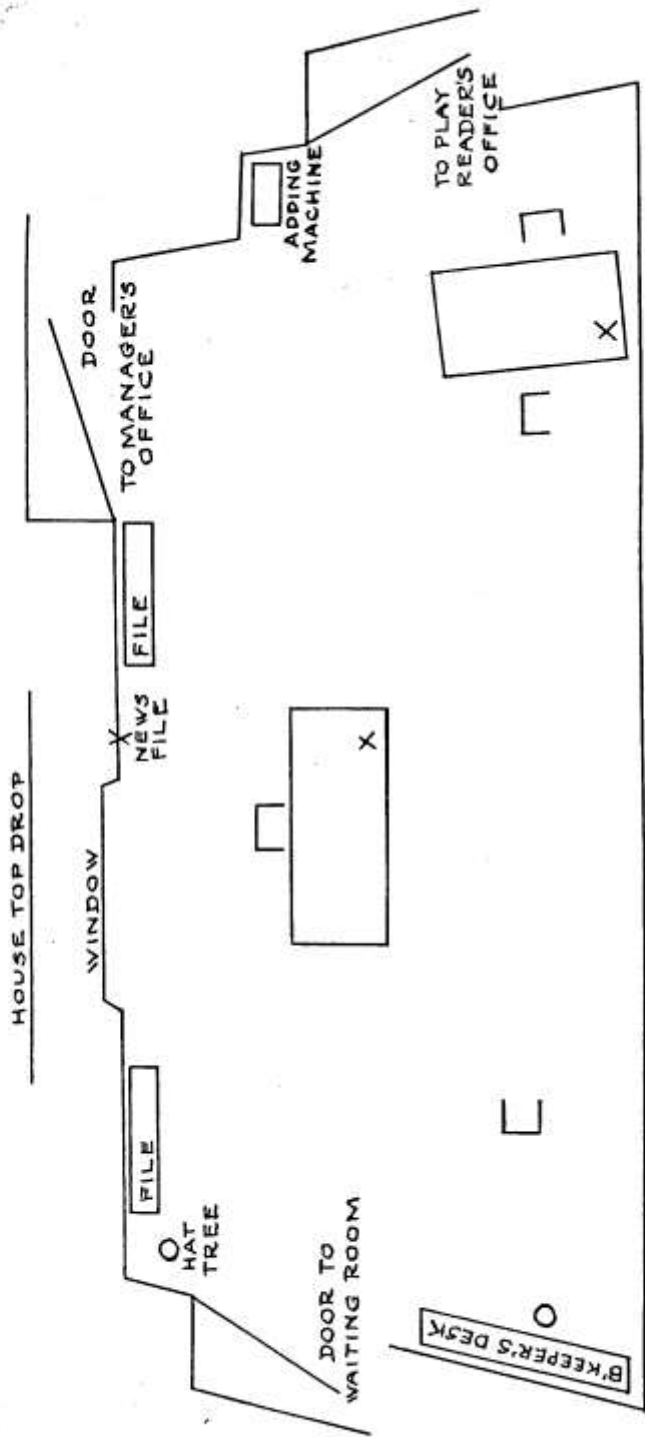 HOUSE TOP DROP
WINDOW
DOOR
TO MANAGER'S
OFFICE
FILE
NEWS
FILE
FILE
HAT
TREE
ADDING
MACHINE
DOOR TO
WAITING ROOM
TO PLAY
READER'S
OFFICE
B'KEEPER'S DESK
X
X
X